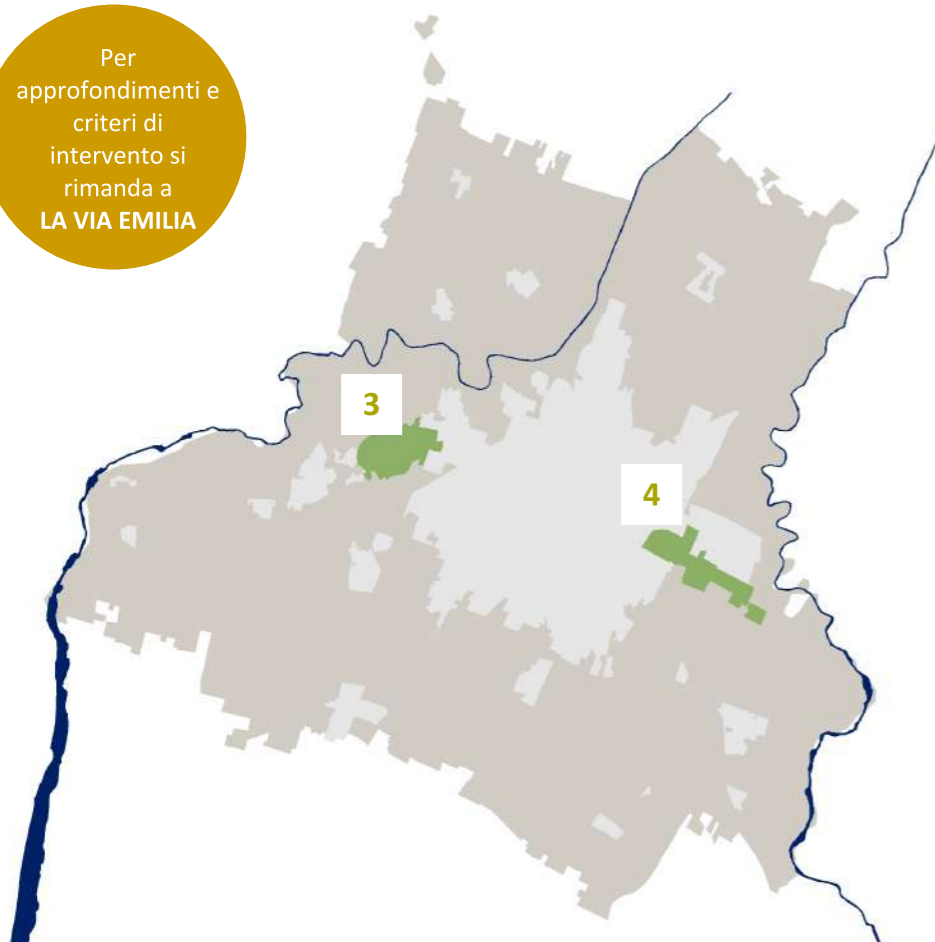 Per
approfondimenti e
criteri di
intervento si
rimanda a
LA VIA EMILIA
3
4